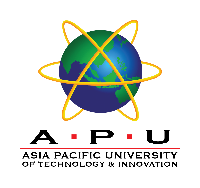 A · P · U
ASIA PACIFIC UNIVERSITY
OF TECHNOLOGY & INNOVATION